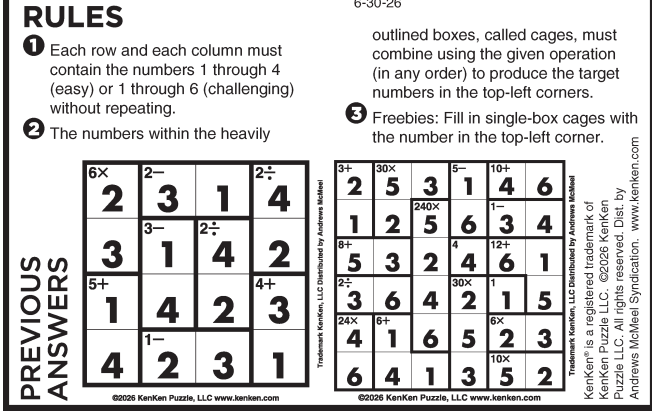 6-30-26
RULES
1 Each row and each column must
contain the numbers 1 through 4
(easy) or 1 through 6 (challenging)
without repeating.
2 The numbers within the heavily
outlined boxes, called cages, must
combine using the given operation
(in any order) to produce the target
numbers in the top-left corners.
3 Freebies: Fill in single-box cages with
the number in the top-left corner.
PREVIOUS
ANSWERS
6× 2− 2÷
2 3 1 4
3− 2÷
3 1 4 2
5+ 4+
1 4 2 3
1−
4 2 3 1
©2026 KenKen Puzzle, LLC www.kenken.com
Trademark KenKen, LLC Distributed by Andrews McMeel
3+ 30× 5− 10+
2 5 3 1 4 6
240× 1−
1 2 5 6 3 4
8+ 4 12+
5 3 2 4 6 1
2÷ 30× 1
3 6 4 2 1 5
24× 6+ 6×
4 1 6 5 2 3
10×
6 4 1 3 5 2
©2026 KenKen Puzzle, LLC www.kenken.com
Trademark KenKen, LLC Distributed by Andrews McMeel
KenKen® is a registered trademark of
KenKen Puzzle LLC. ©2026 KenKen
Puzzle LLC. All rights reserved. Dist. by
Andrews McMeel Syndication. www.kenken.com